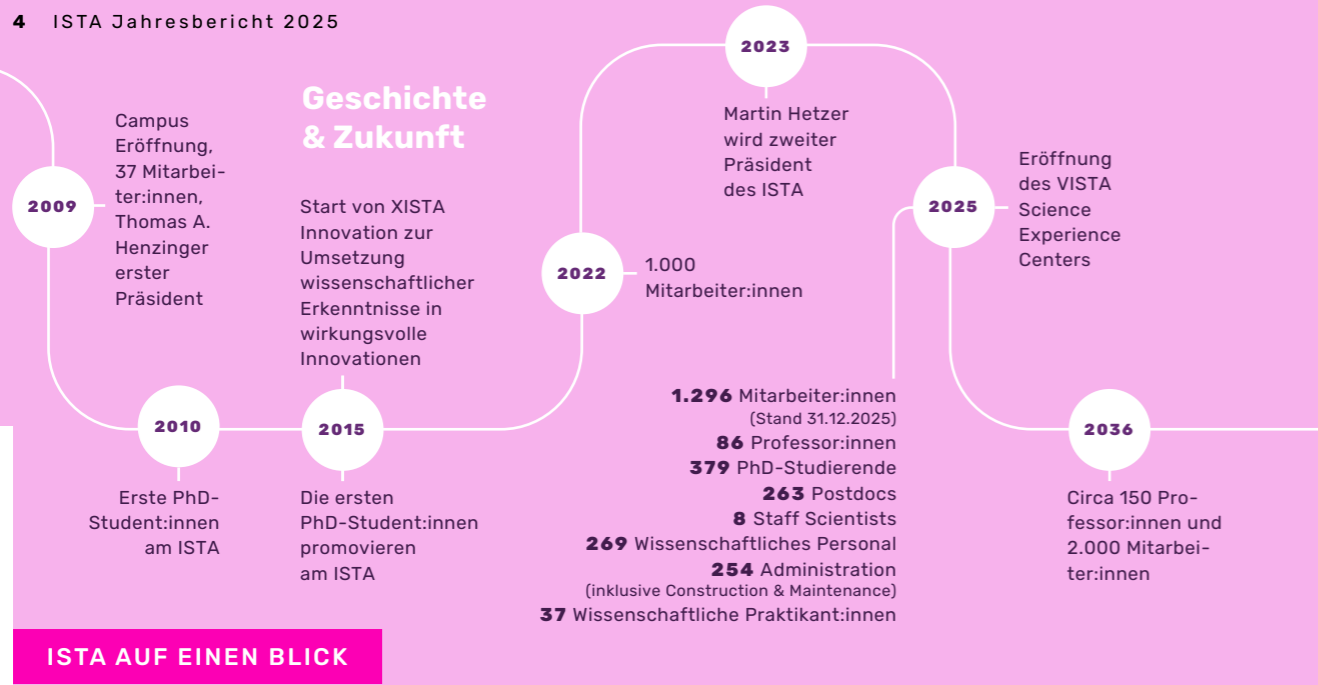 4 ISTA Jahresbericht 2025
Geschichte
& Zukunft
2009
Campus
Eröffnung,
37 Mitarbei-
ter:innen,
Thomas A.
Henzinger
erster
Präsident
2010
Erste PhD-
Student:innen
am ISTA
Start von XISTA
Innovation zur
Umsetzung
wissenschaftlicher
Erkenntnisse in
wirkungsvolle
Innovationen
2015
Die ersten
PhD-Student:innen
promovieren
am ISTA
2022
1.000
Mitarbeiter:innen
2023
Martin Hetzer
wird zweiter
Präsident
des ISTA
2025
Eröffnung
des VISTA
Science
Experience
Centers
1.296 Mitarbeiter:innen
(Stand 31.12.2025)
86 Professor:innen
379 PhD-Studierende
263 Postdocs
8 Staff Scientists
269 Wissenschaftliches Personal
254 Administration
(inklusive Construction & Maintenance)
37 Wissenschaftliche Praktikant:innen
2036
Circa 150 Pro-
fessor:innen und
2.000 Mitarbei-
ter:innen
ISTA AUF EINEN BLICK